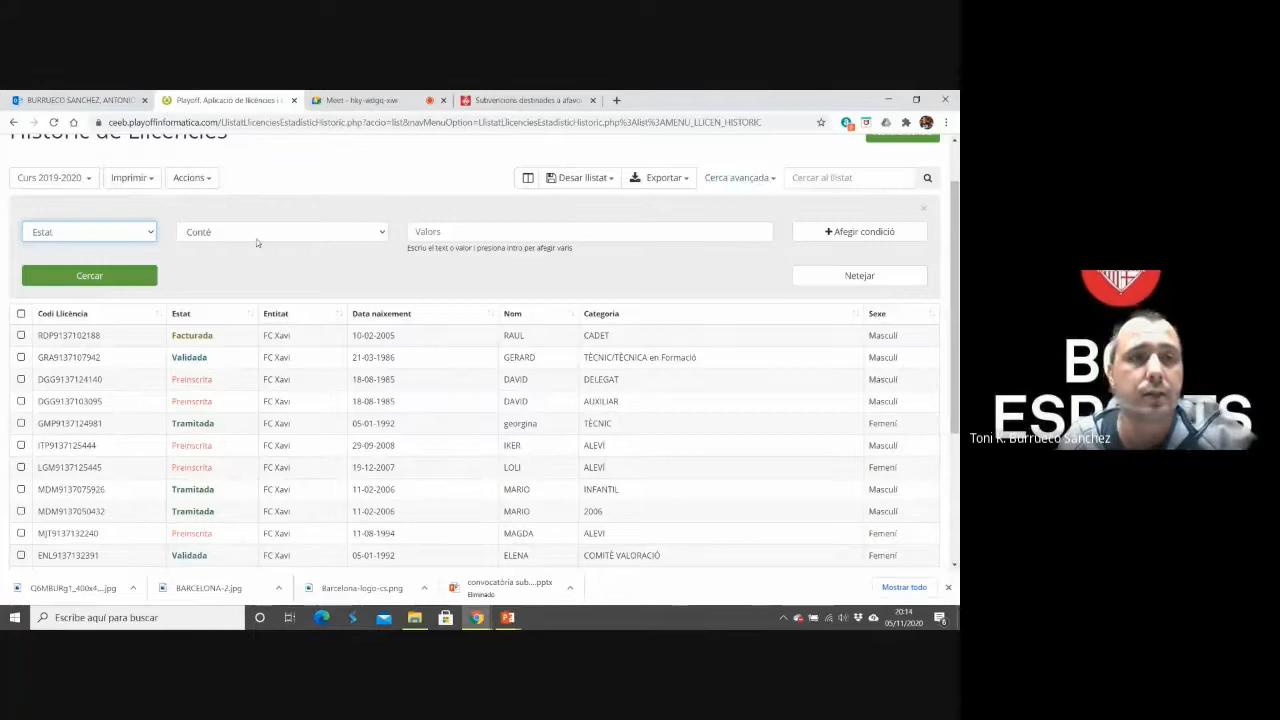 BURRUECO SANCHEZ, ANTONIO
Playoff. Aplicació de llicències i
Meet - hky-wdgq-xiw
Subvencions destinades a afavo
ceeb.playoffinformatica.com/LlistatLlicenciesEstadisticHistoric.php?accio=list&navMenuOption=LlistatLlicenciesEstadisticHistoric.php%3Alist%3AMENU_LLICEN_HISTORIC
Històric de Llicències
Curs 2019-2020
Imprimir
Accions
Desar llistat
Exportar
Cerca avançada
Cercar al llistat
Estat
Conté
Valors
Afegir condició
Escriu el text o valor i presiona intro per afegir varis
Cercar
Netejar
Codi Llicència Estat Entitat Data naixement Nom Categoria Sexe
RDP9137102188 Facturada FC Xavi 10-02-2005 RAUL CADET Masculí
GRA9137107942 Validada FC Xavi 21-03-1986 GERARD TÈCNIC/TÈCNICA en Formació Masculí
DGG9137124140 Preinscrita FC Xavi 18-08-1985 DAVID DELEGAT Masculí
DGG9137103095 Preinscrita FC Xavi 18-08-1985 DAVID AUXILIAR Masculí
GMP9137124981 Tramitada FC Xavi 05-01-1992 georgina TÈCNIC Femení
ITP9137125444 Preinscrita FC Xavi 29-09-2008 IKER ALEVÍ Masculí
LGM9137125445 Preinscrita FC Xavi 19-12-2007 LOLI ALEVÍ Femení
MDM9137075926 Tramitada FC Xavi 11-02-2006 MARIO INFANTIL Masculí
MDM9137050432 Tramitada FC Xavi 11-02-2006 MARIO 2006 Masculí
MJT9137132240 Preinscrita FC Xavi 11-08-1994 MAGDA ALEVI Femení
ENL9137132391 Validada FC Xavi 05-01-1992 ELENA COMITÈ VALORACIÓ Femení
Q6MBURgT_400x4....jpg
BARCELONA-2.jpg
Barcelona-logo-cs.png
convocatòria sub....pptx
Eliminado
Mostrar todo
Escribe aquí para buscar
20:14
05/11/2020
Toni R. Burrueco Sánchez